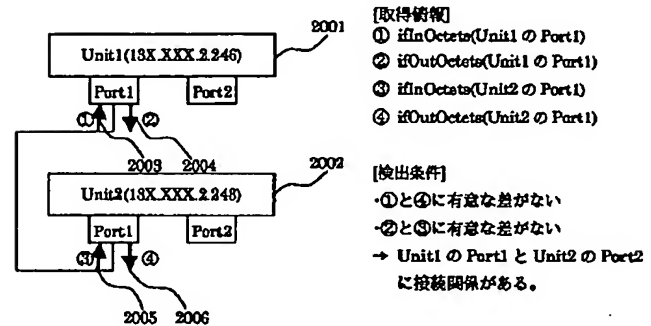 2001
Unit1(13X.XXX.2.246)
Port1
Port2
①
②
2003
2004
2002
Unit2(13X.XXX.2.248)
Port1
Port2
③
④
2005
2006
[取得情報]
① ifInOctets(Unit1 の Port1)
② ifOutOctets(Unit1 の Port1)
③ ifInOctets(Unit2 の Port1)
④ ifOutOctets(Unit2 の Port1)
[検出条件]
・①と④に有意な差がない
・②と③に有意な差がない
→ Unit1 の Port1 と Unit2 の Port2
に接続関係がある。